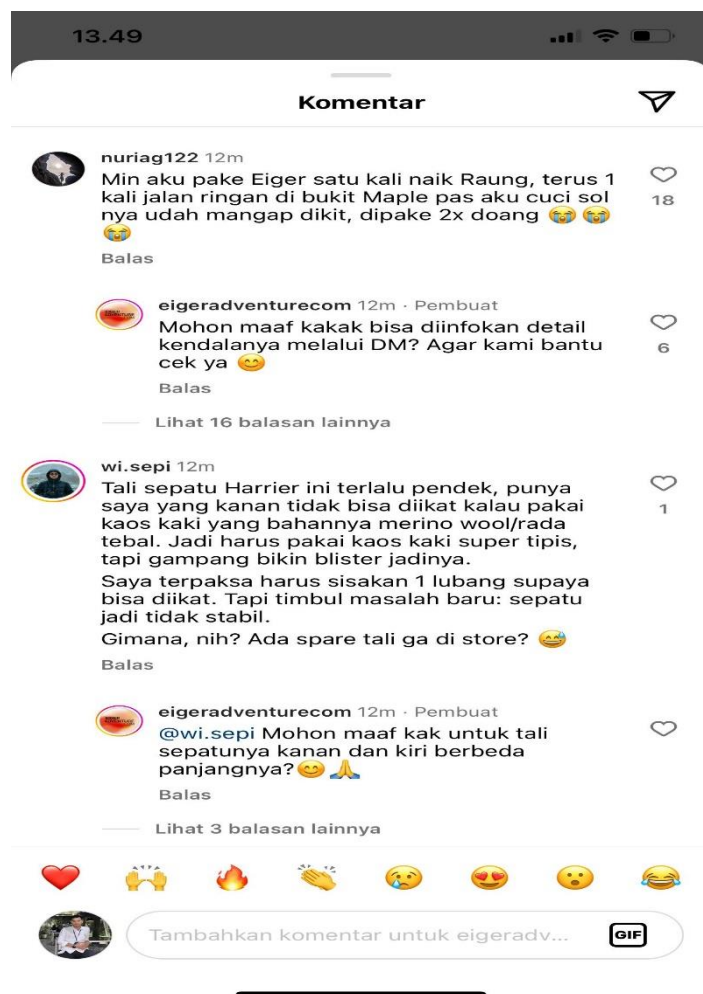 13.49
Komentar
nuriag122 12m
Min aku pake Eiger satu kali naik Raung, terus 1
kali jalan ringan di bukit Maple pas aku cuci sol
nya udah mangap dikit, dipake 2x doang 😭😭
😭
18
Balas
eigeradventurecom 12m · Pembuat
Mohon maaf kakak bisa diinfokan detail
kendalanya melalui DM? Agar kami bantu
cek ya 😊
6
Balas
Lihat 16 balasan lainnya
wi.sepi 12m
Tali sepatu Harrier ini terlalu pendek, punya
saya yang kanan tidak bisa diikat kalau pakai
kaos kaki yang bahannya merino wool/rada
tebal. Jadi harus pakai kaos kaki super tipis,
tapi gampang bikin blister jadinya.
Saya terpaksa harus sisakan 1 lubang supaya
bisa diikat. Tapi timbul masalah baru: sepatu
jadi tidak stabil.
Gimana, nih? Ada spare tali ga di store? 😅
1
Balas
eigeradventurecom 12m · Pembuat
@wi.sepi Mohon maaf kak untuk tali
sepatunya kanan dan kiri berbeda
panjangnya?😊🙏
Balas
Lihat 3 balasan lainnya
❤️ 🙌 🔥 👏 😢 😍 😮 😂
Tambahkan komentar untuk eigeradv...
GIF